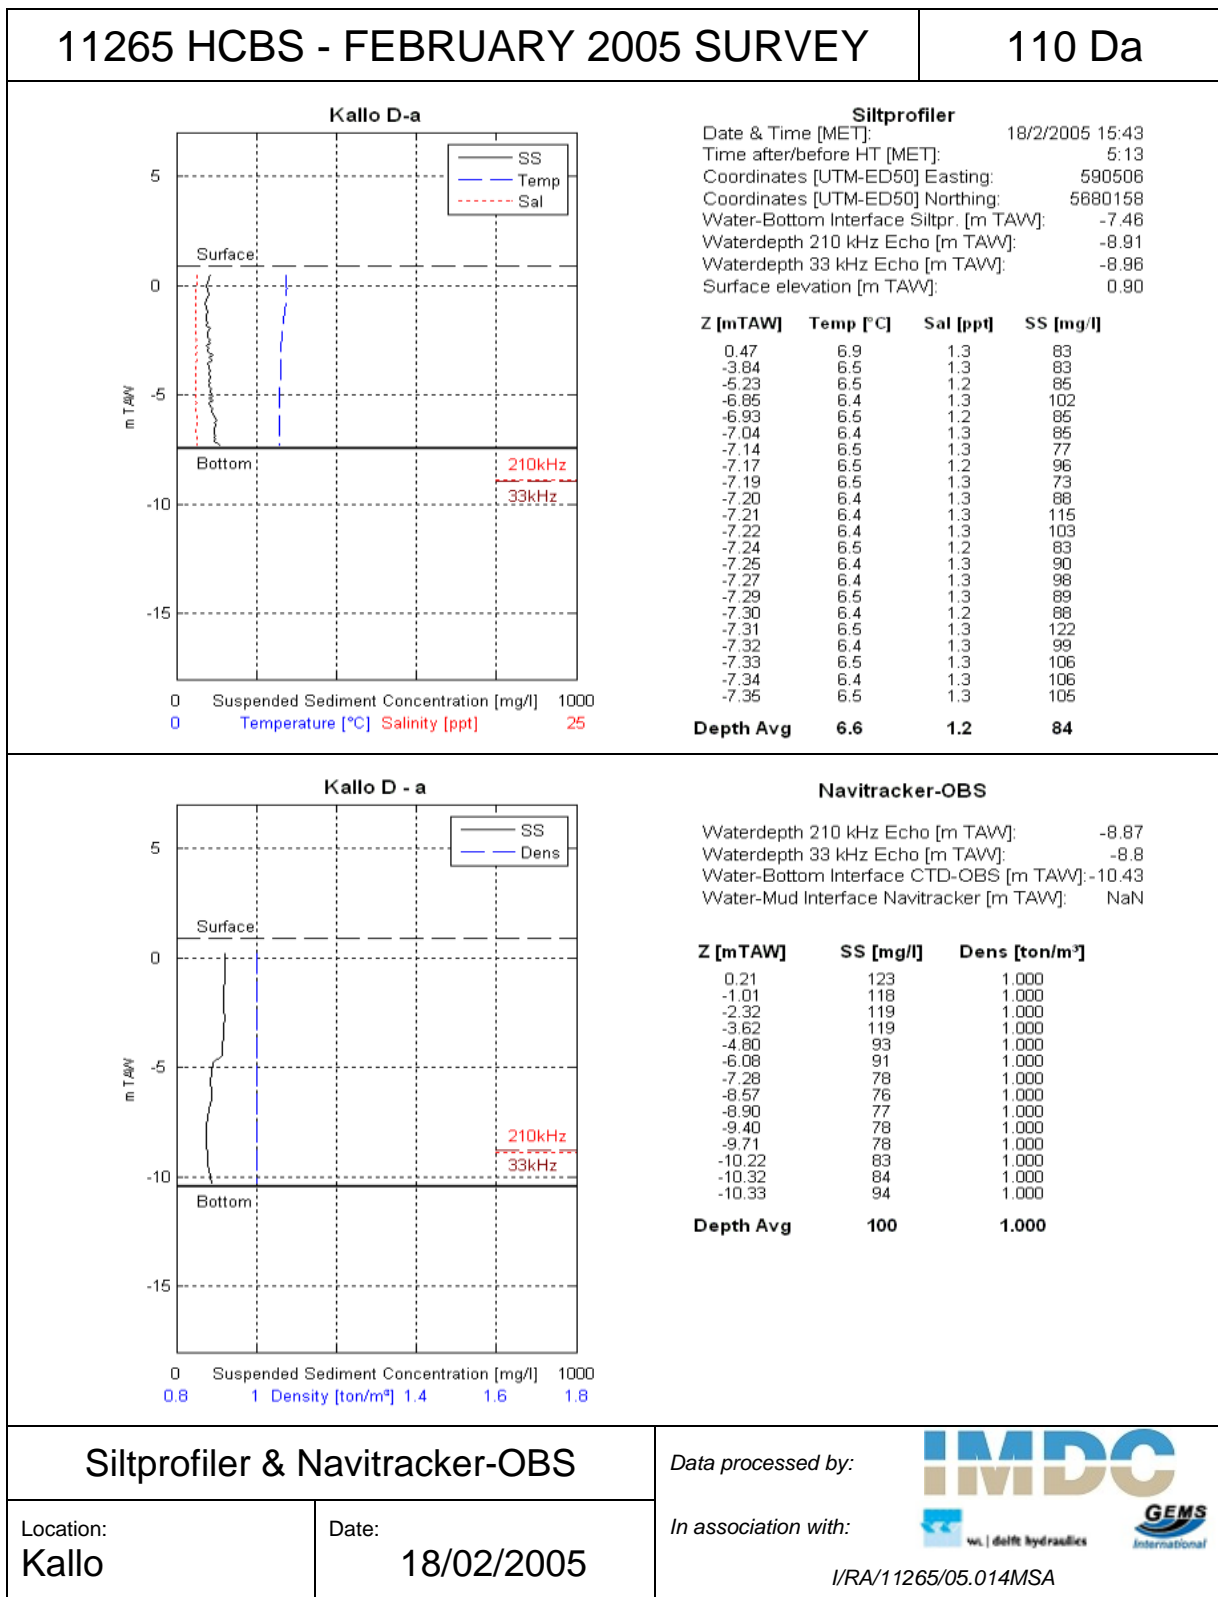 11265 HCBS - FEBRUARY 2005 SURVEY 110 Da
Kallo D-a
SS
Temp
Sal
5
Surface
0
m TAW
-5
Bottom
210kHz
33kHz
-10
-15
0 Suspended Sediment Concentration [mg/l] 1000
0 Temperature [°C] Salinity [ppt] 25
Siltprofiler
Date & Time [MET]: 18/2/2005 15:43
Time after/before HT [MET]: 5:13
Coordinates [UTM-ED50] Easting: 590506
Coordinates [UTM-ED50] Northing: 5680158
Water-Bottom Interface Siltpr. [m TAW]: -7.46
Waterdepth 210 kHz Echo [m TAW]: -8.91
Waterdepth 33 kHz Echo [m TAW]: -8.96
Surface elevation [m TAW]: 0.90
Z [mTAW] Temp [°C] Sal [ppt] SS [mg/l]
0.47 6.9 1.3 83
-3.84 6.5 1.3 83
-5.23 6.5 1.2 85
-6.85 6.4 1.3 102
-6.93 6.5 1.2 85
-7.04 6.4 1.3 85
-7.14 6.5 1.3 77
-7.17 6.5 1.2 96
-7.19 6.5 1.3 73
-7.20 6.4 1.3 88
-7.21 6.4 1.3 115
-7.22 6.4 1.3 103
-7.24 6.5 1.2 83
-7.25 6.4 1.3 90
-7.27 6.4 1.3 98
-7.29 6.5 1.3 89
-7.30 6.4 1.2 88
-7.31 6.5 1.3 122
-7.32 6.4 1.3 99
-7.33 6.5 1.3 106
-7.34 6.4 1.3 106
-7.35 6.5 1.3 105
Depth Avg 6.6 1.2 84
Kallo D - a
SS
Dens
5
Surface
0
m TAW
-5
210kHz
33kHz
-10
Bottom
-15
0 Suspended Sediment Concentration [mg/l] 1000
0.8 1 Density [ton/m³] 1.4 1.6 1.8
Navitracker-OBS
Waterdepth 210 kHz Echo [m TAW]: -8.87
Waterdepth 33 kHz Echo [m TAW]: -8.8
Water-Bottom Interface CTD-OBS [m TAW]:-10.43
Water-Mud Interface Navitracker [m TAW]: NaN
Z [mTAW] SS [mg/l] Dens [ton/m³]
0.21 123 1.000
-1.01 118 1.000
-2.32 119 1.000
-3.62 119 1.000
-4.80 93 1.000
-6.08 91 1.000
-7.28 78 1.000
-8.57 76 1.000
-8.90 77 1.000
-9.40 78 1.000
-9.71 78 1.000
-10.22 83 1.000
-10.32 84 1.000
-10.33 94 1.000
Depth Avg 100 1.000
Siltprofiler & Navitracker-OBS
Location:
Kallo
Date:
18/02/2005
Data processed by:
IMDC
In association with:
wL | delft hydraulics
GEMS
International
I/RA/11265/05.014MSA